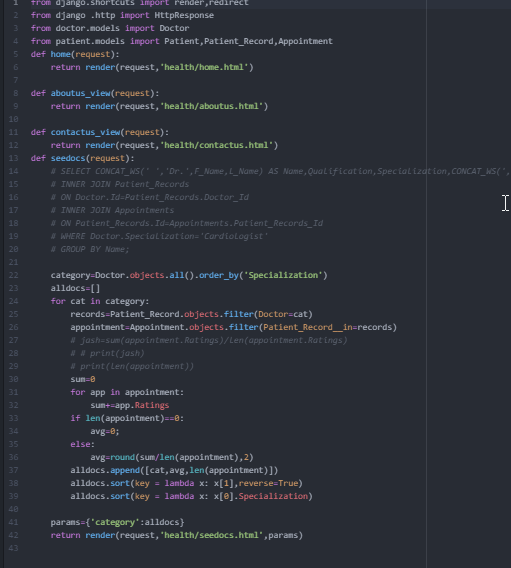 1 from django.shortcuts import render,redirect
2 from django .http import HttpResponse
3 from doctor.models import Doctor
4 from patient.models import Patient,Patient_Record,Appointment
5 def home(request):
6     return render(request,'health/home.html')
7
8 def aboutus_view(request):
9     return render(request,'health/aboutus.html')
10
11 def contactus_view(request):
12     return render(request,'health/contactus.html')
13 def seedocs(request):
14     # SELECT CONCAT_WS(' ','Dr.',F_Name,L_Name) AS Name,Qualification,Specialization,CONCAT_WS(',
15     # INNER JOIN Patient_Records
16     # ON Doctor.Id=Patient_Records.Doctor_Id
17     # INNER JOIN Appointments
18     # ON Patient_Records.Id=Appointments.Patient_Records_Id
19     # WHERE Doctor.Specialization='Cardiologist'
20     # GROUP BY Name;
21
22     category=Doctor.objects.all().order_by('Specialization')
23     alldocs=[]
24     for cat in category:
25         records=Patient_Record.objects.filter(Doctor=cat)
26         appointment=Appointment.objects.filter(Patient_Record__in=records)
27         # jash=sum(appointment.Ratings)/len(appointment.Ratings)
28         # # print(jash)
29         # print(len(appointment))
30         sum=0
31         for app in appointment:
32             sum+=app.Ratings
33         if len(appointment)==0:
34             avg=0;
35         else:
36             avg=round(sum/len(appointment),2)
37         alldocs.append([cat,avg,len(appointment)])
38         alldocs.sort(key = lambda x: x[1],reverse=True)
39         alldocs.sort(key = lambda x: x[0].Specialization)
40
41     params={'category':alldocs}
42     return render(request,'health/seedocs.html',params)
43